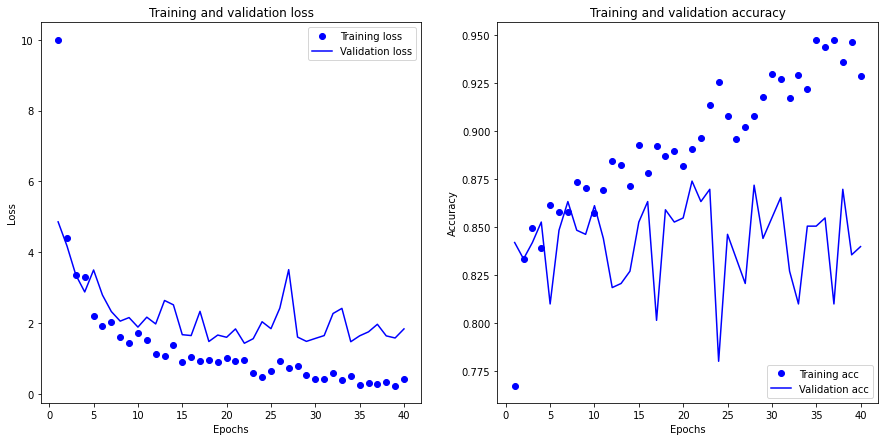 Training and validation loss
Training loss
Validation loss
10
8
6
4
2
0
Loss
0 5 10 15 20 25 30 35 40
Epochs
Training and validation accuracy
0.950
0.925
0.900
0.875
0.850
0.825
0.800
0.775
Accuracy
Training acc
Validation acc
0 5 10 15 20 25 30 35 40
Epochs